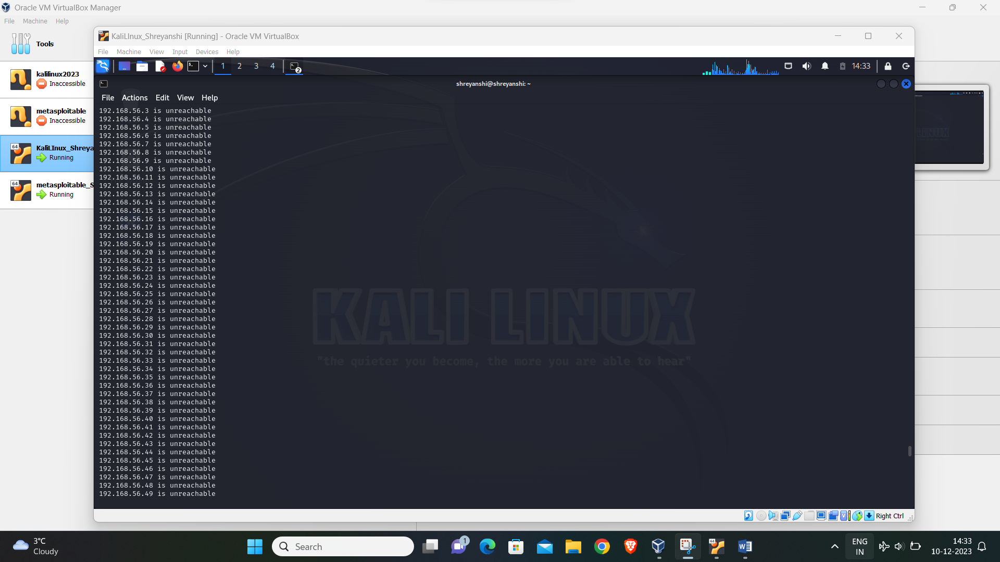 Oracle VM VirtualBox Manager
File Machine Help
Tools
kalilinux2023
Inaccessible
metasploitable
Inaccessible
64
KaliLInux_Shreya
Running
64
metasploitable_S
Running
KaliLInux_Shreyanshi [Running] - Oracle VM VirtualBox
File Machine View Input Devices Help
1 2 3 4 2 14:33
shreyanshi@shreyanshi: ~
File Actions Edit View Help
192.168.56.3 is unreachable
192.168.56.4 is unreachable
192.168.56.5 is unreachable
192.168.56.6 is unreachable
192.168.56.7 is unreachable
192.168.56.8 is unreachable
192.168.56.9 is unreachable
192.168.56.10 is unreachable
192.168.56.11 is unreachable
192.168.56.12 is unreachable
192.168.56.13 is unreachable
192.168.56.14 is unreachable
192.168.56.15 is unreachable
192.168.56.16 is unreachable
192.168.56.17 is unreachable
192.168.56.18 is unreachable
192.168.56.19 is unreachable
192.168.56.20 is unreachable
192.168.56.21 is unreachable
192.168.56.22 is unreachable
192.168.56.23 is unreachable
192.168.56.24 is unreachable
192.168.56.25 is unreachable
192.168.56.26 is unreachable
192.168.56.27 is unreachable
192.168.56.28 is unreachable
192.168.56.29 is unreachable
192.168.56.30 is unreachable
192.168.56.31 is unreachable
192.168.56.32 is unreachable
192.168.56.33 is unreachable
192.168.56.34 is unreachable
192.168.56.35 is unreachable
192.168.56.36 is unreachable
192.168.56.37 is unreachable
192.168.56.38 is unreachable
192.168.56.39 is unreachable
192.168.56.40 is unreachable
192.168.56.41 is unreachable
192.168.56.42 is unreachable
192.168.56.43 is unreachable
192.168.56.44 is unreachable
192.168.56.45 is unreachable
192.168.56.46 is unreachable
192.168.56.47 is unreachable
192.168.56.48 is unreachable
192.168.56.49 is unreachable
KALI LINUX
"the quieter you become, the more you are able to hear"
Right Ctrl
3°C
Cloudy
Search
1
ENG
IN
14:33
10-12-2023